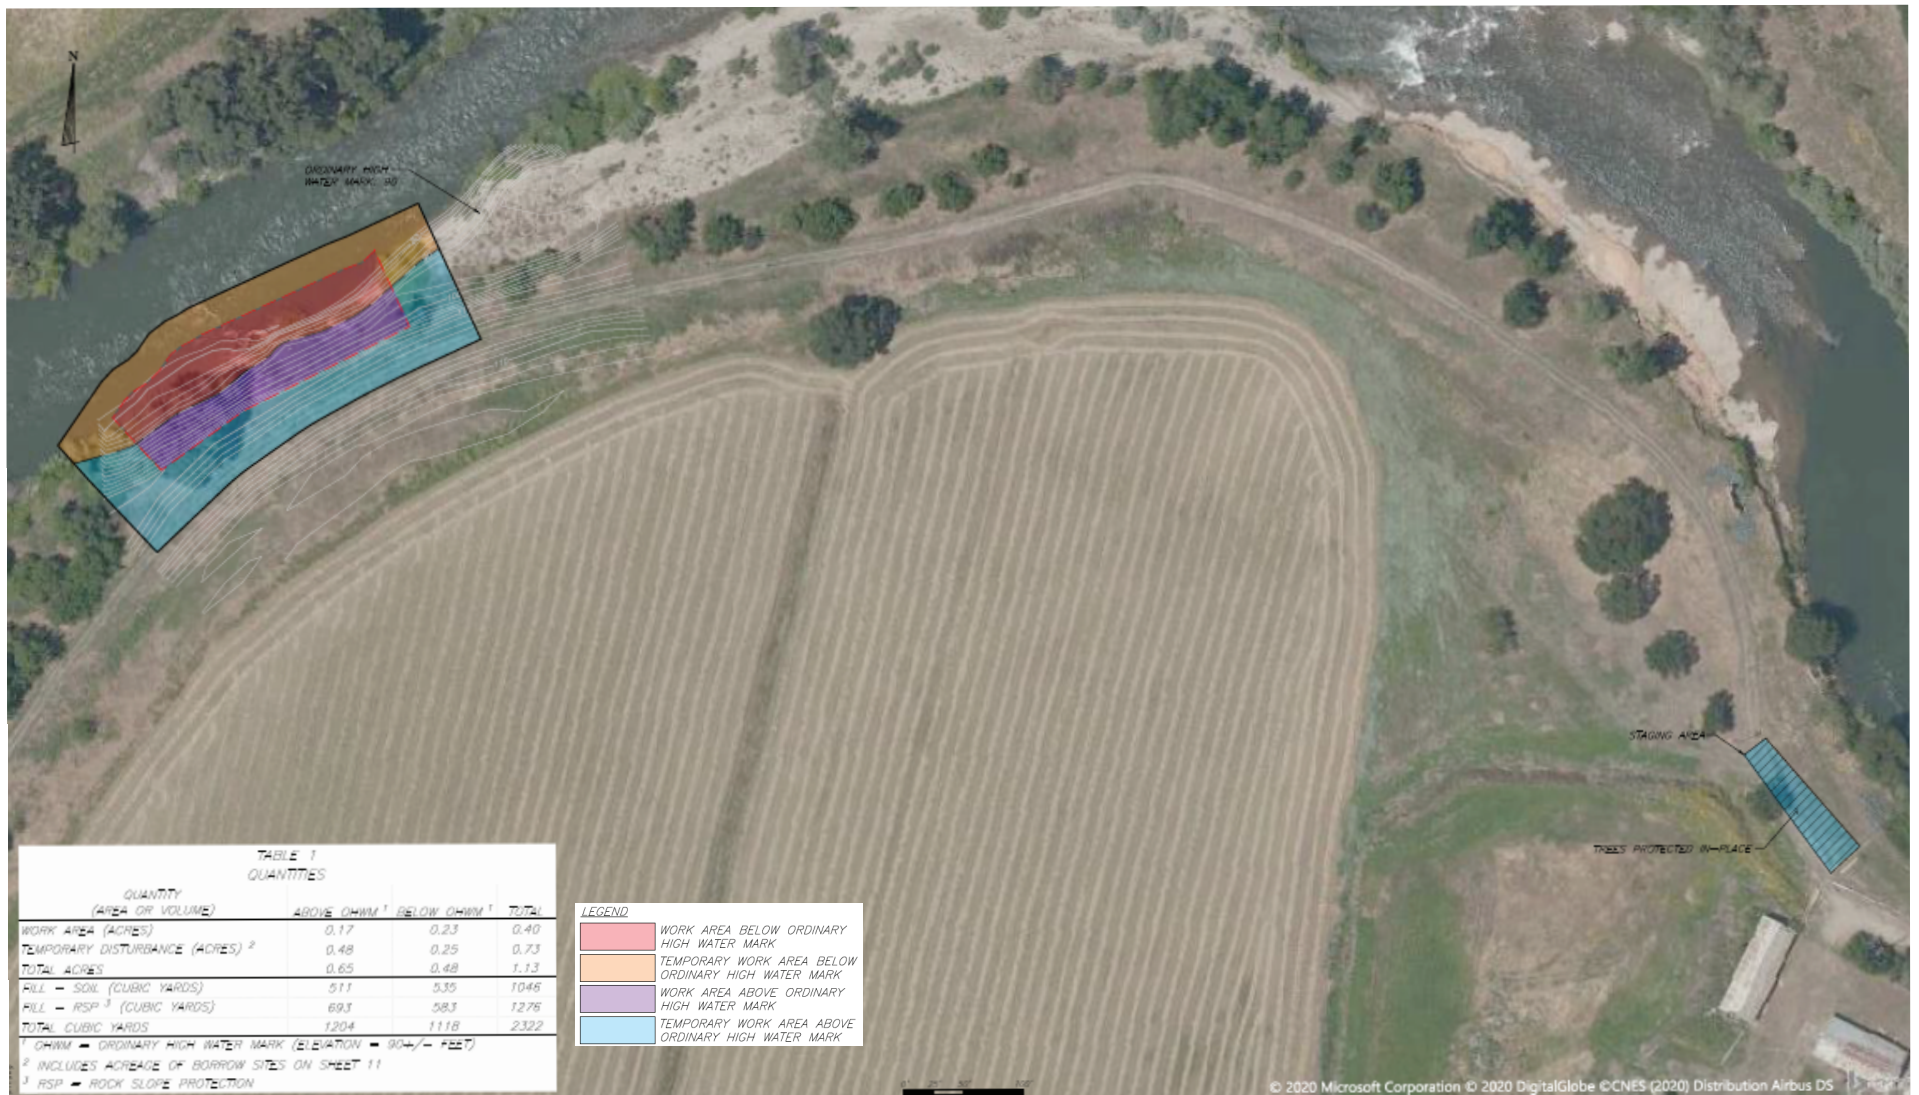 N
ORDINARY HIGH
WATER MARK: 90
STAGING AREA
TREES PROTECTED IN-PLACE
TABLE 1
QUANTITIES
QUANTITY
(AREA OR VOLUME) ABOVE OHWM 1 BELOW OHWM 1 TOTAL
WORK AREA (ACRES) 0.17 0.23 0.40
TEMPORARY DISTURBANCE (ACRES) 2 0.48 0.25 0.73
TOTAL ACRES 0.65 0.48 1.13
FILL - SOIL (CUBIC YARDS) 511 535 1046
FILL - RSP 3 (CUBIC YARDS) 693 583 1276
TOTAL CUBIC YARDS 1204 1118 2322
1 OHWM = ORDINARY HIGH WATER MARK (ELEVATION = 90+/- FEET)
2 INCLUDES ACREAGE OF BORROW SITES ON SHEET 11
3 RSP = ROCK SLOPE PROTECTION
LEGEND
WORK AREA BELOW ORDINARY
HIGH WATER MARK
TEMPORARY WORK AREA BELOW
ORDINARY HIGH WATER MARK
WORK AREA ABOVE ORDINARY
HIGH WATER MARK
TEMPORARY WORK AREA ABOVE
ORDINARY HIGH WATER MARK
0' 25' 50' 100'
© 2020 Microsoft Corporation © 2020 DigitalGlobe ©CNES (2020) Distribution Airbus DS